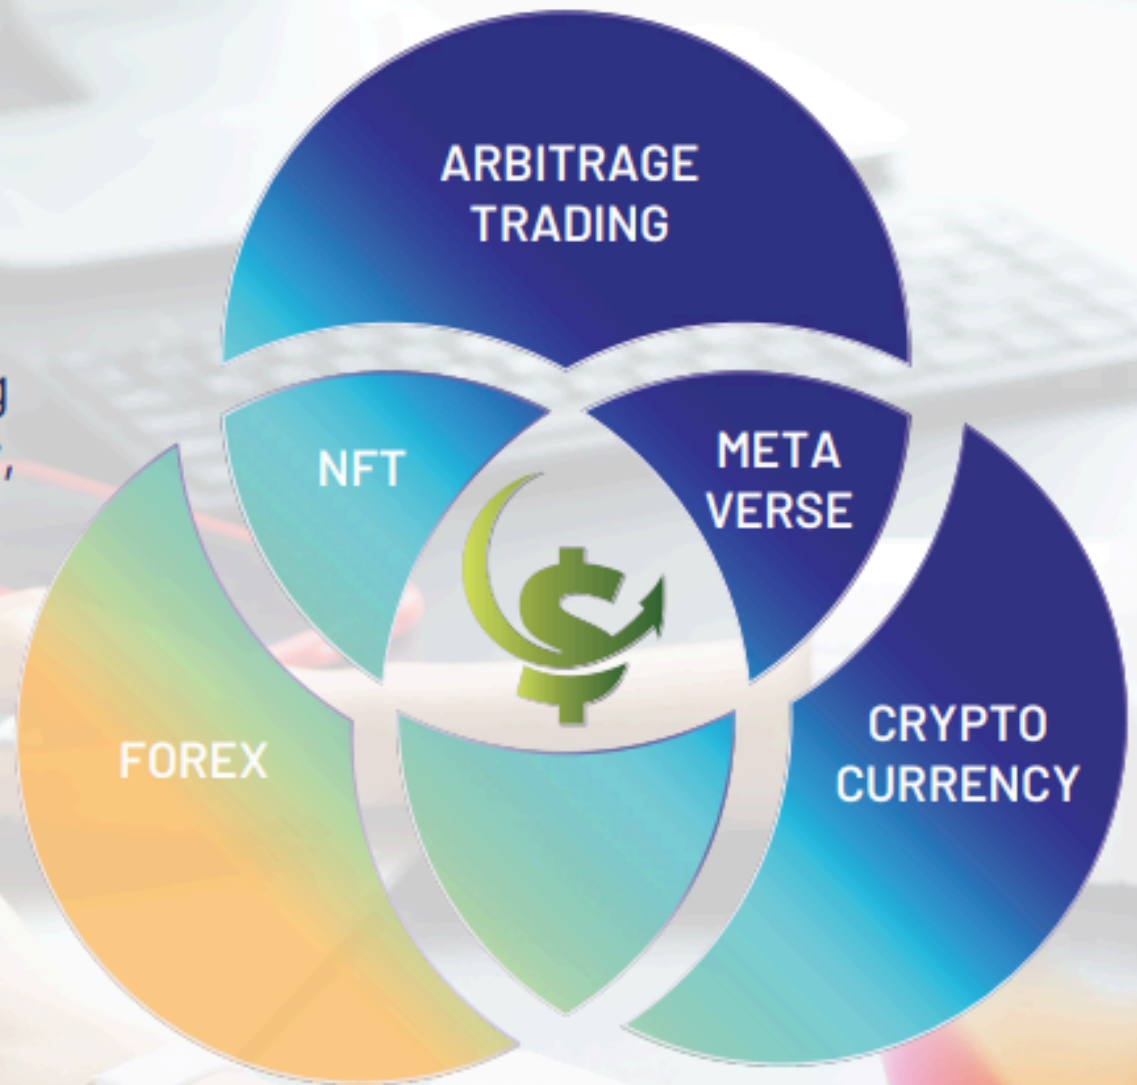 ARBITRAGE
TRADING
NFT
META
VERSE
FOREX
CRYPTO
CURRENCY